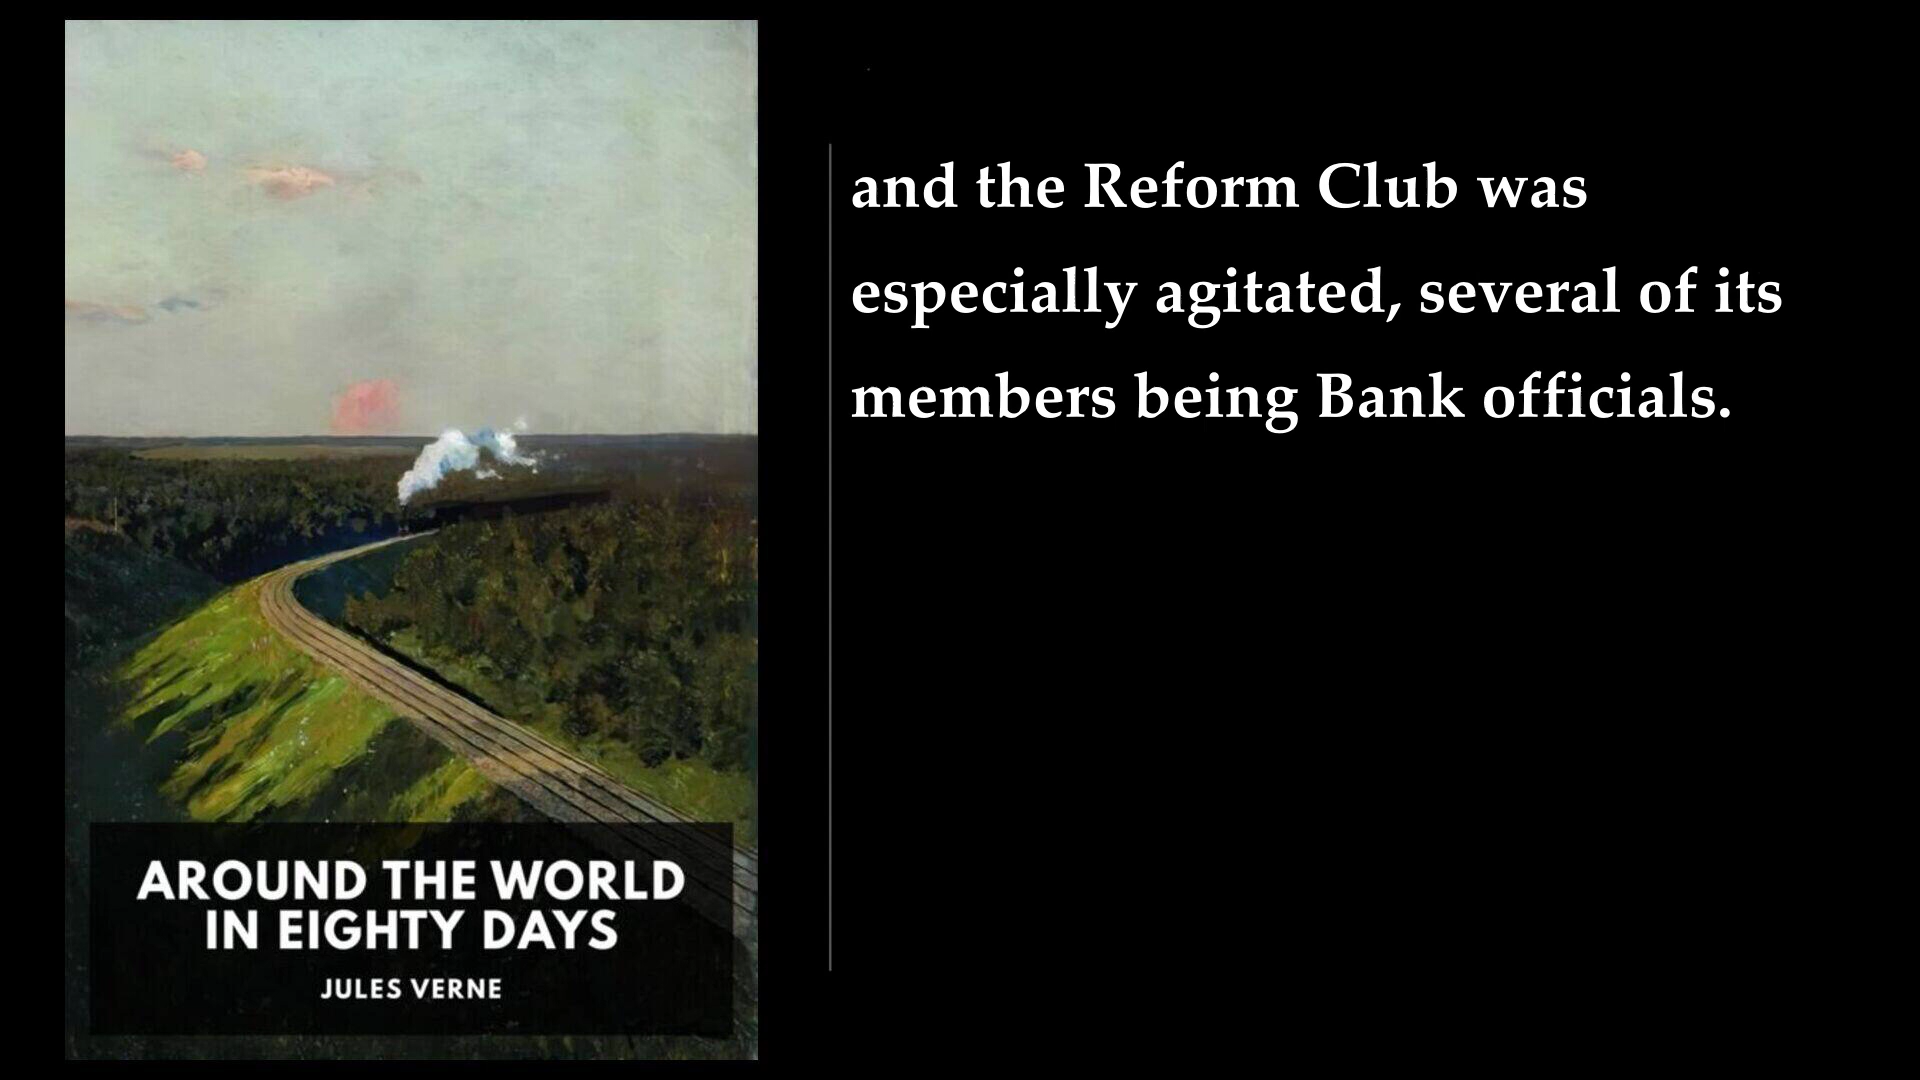 and the Reform Club was
especially agitated, several of its
members being Bank officials.
AROUND THE WORLD
IN EIGHTY DAYS
JULES VERNE